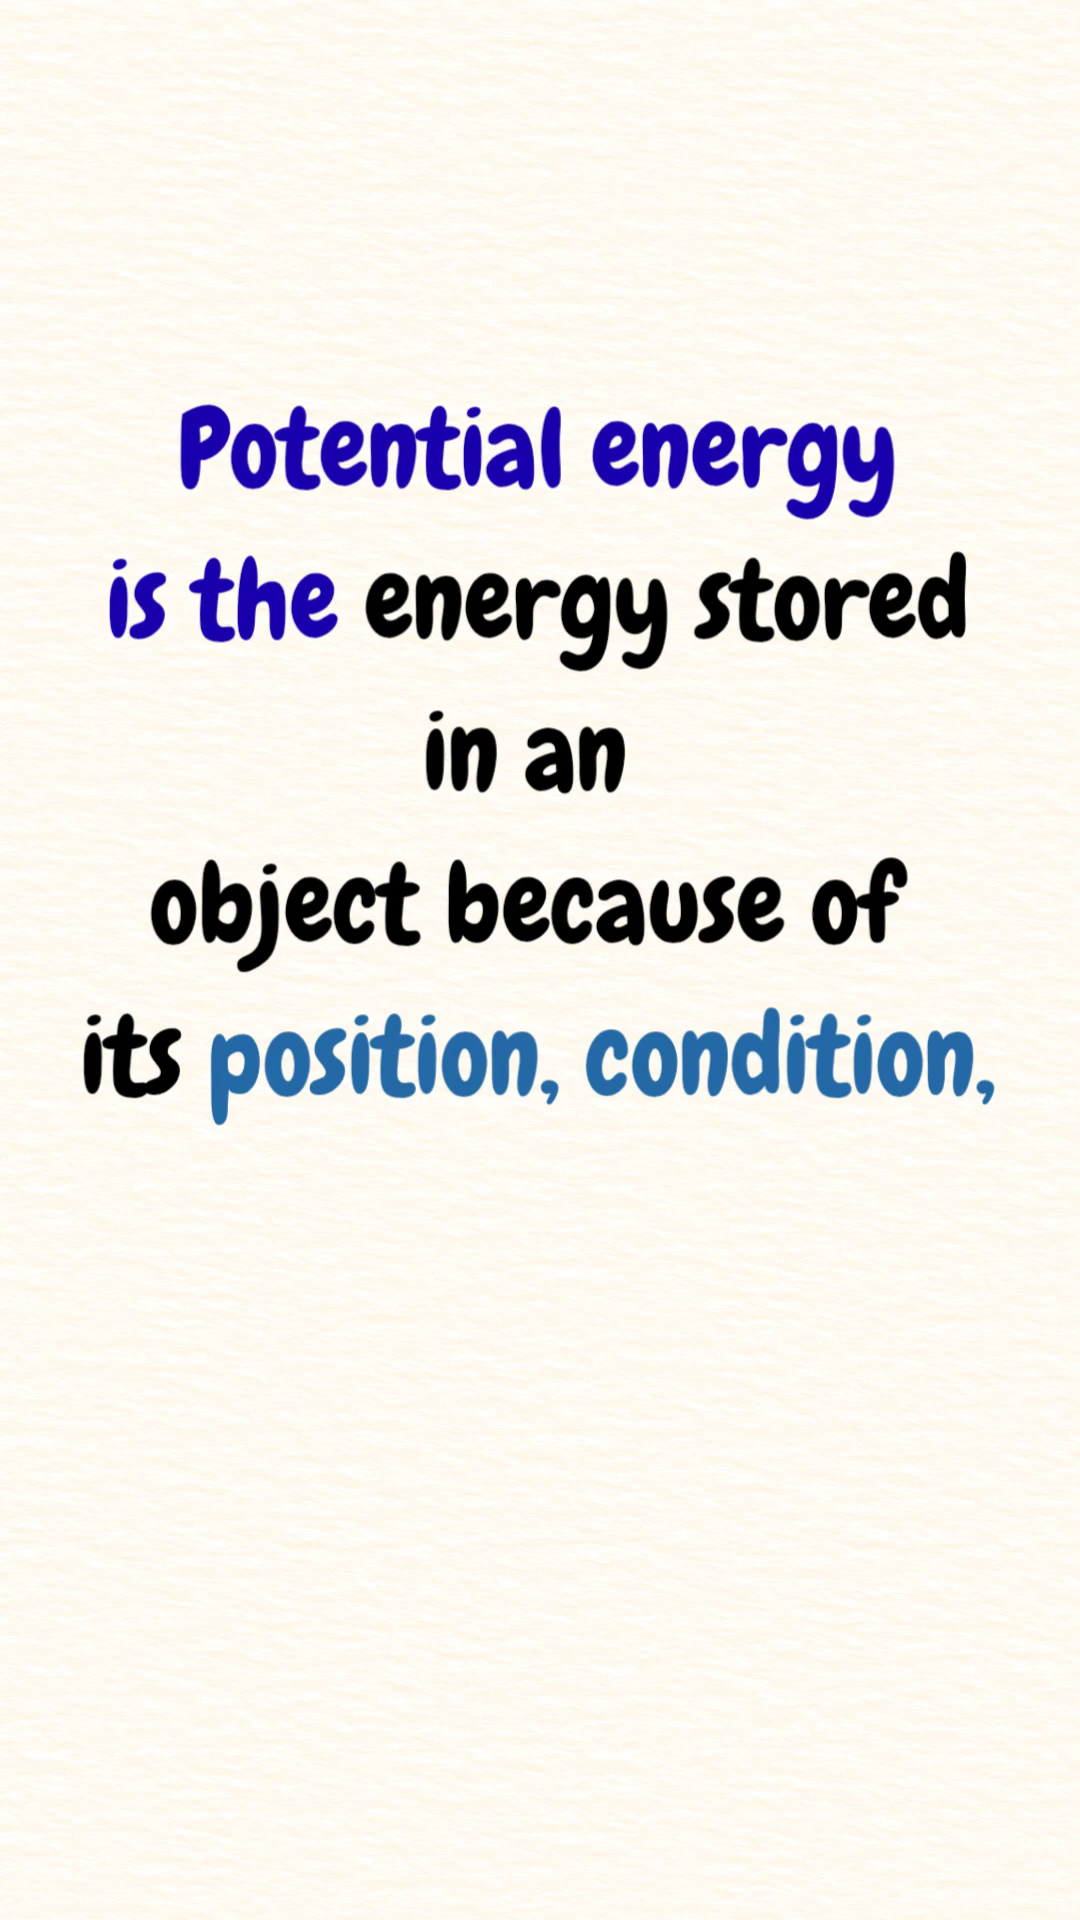 Potential energy
is the energy stored
in an
object because of
its position, condition,